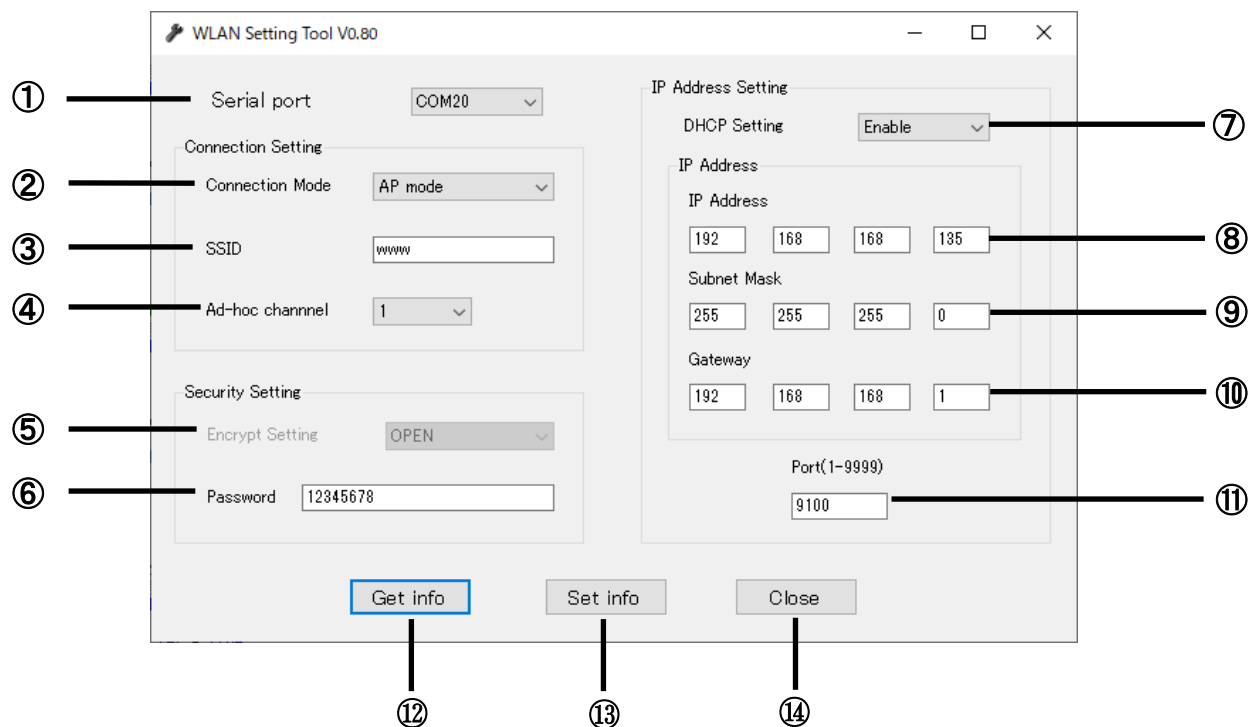 WLAN Setting Tool V0.80
① Serial port COM20
Connection Setting
② Connection Mode AP mode
③ SSID www
④ Ad-hoc channnel 1
Security Setting
⑤ Encrypt Setting OPEN
⑥ Password 12345678
IP Address Setting
DHCP Setting Enable ⑦
IP Address
IP Address
192 168 168 135 ⑧
Subnet Mask
255 255 255 0 ⑨
Gateway
192 168 168 1 ⑩
Port(1-9999)
9100 ⑪
Get info Set info Close
⑫ ⑬ ⑭